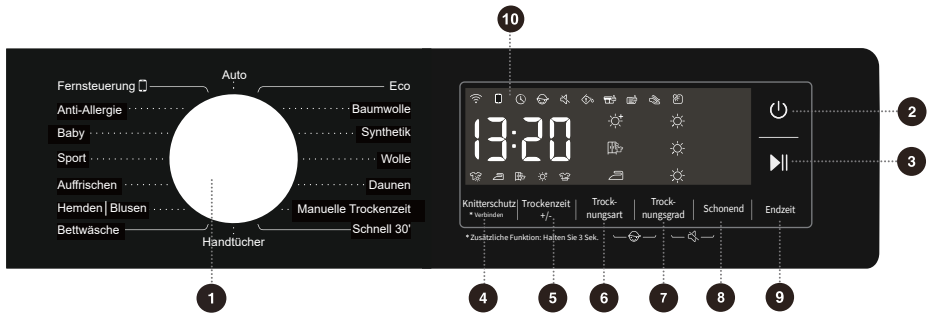 10
Auto
Fernsteuerung
Eco
Anti-Allergie
Baumwolle
Baby
Synthetik
Sport
Wolle
Auffrischen
Daunen
Hemden | Blusen
Manuelle Trockenzeit
Bettwäsche
Schnell 30'
Handtücher
13:20
2
3
Knitterschutz
* Verbinden
Trockenzeit
+/-
Trock-
nungsart
Trock-
nungsgrad
Schonend
Endzeit
* Zusätzliche Funktion: Halten Sie 3 Sek.
1
4
5
6
7
8
9